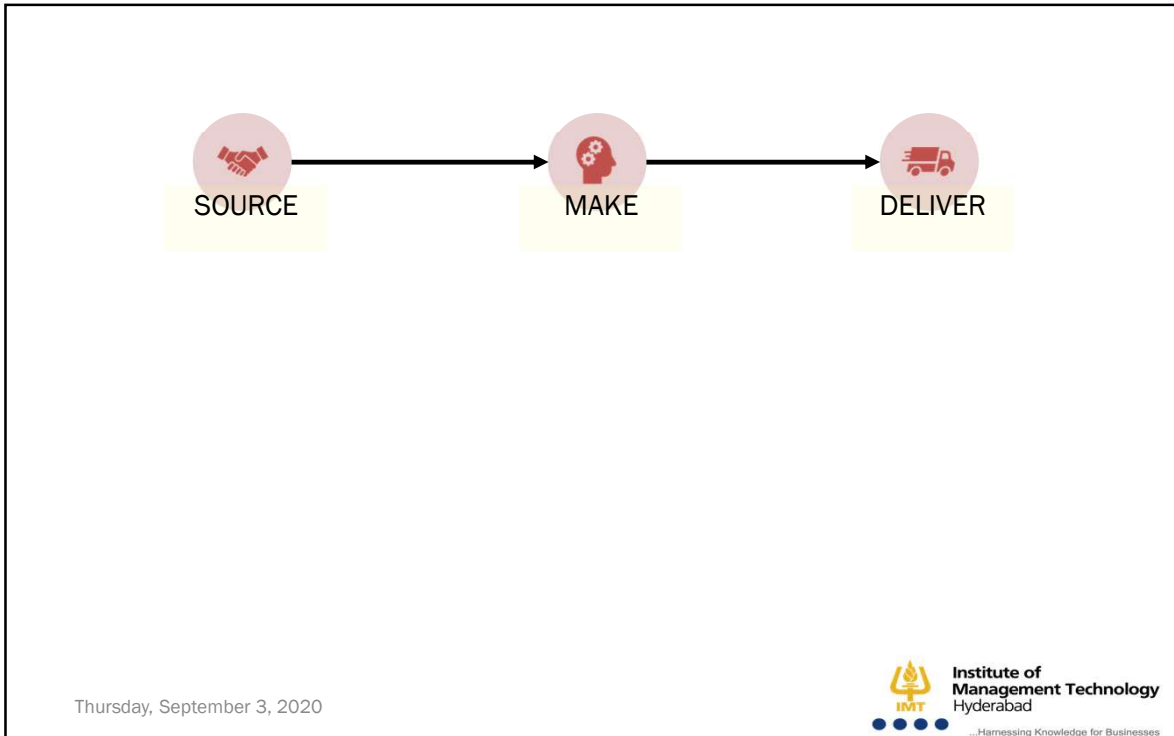 SOURCE
MAKE
DELIVER
Thursday, September 3, 2020
IMT
Institute of
Management Technology
Hyderabad
...Harnessing Knowledge for Businesses